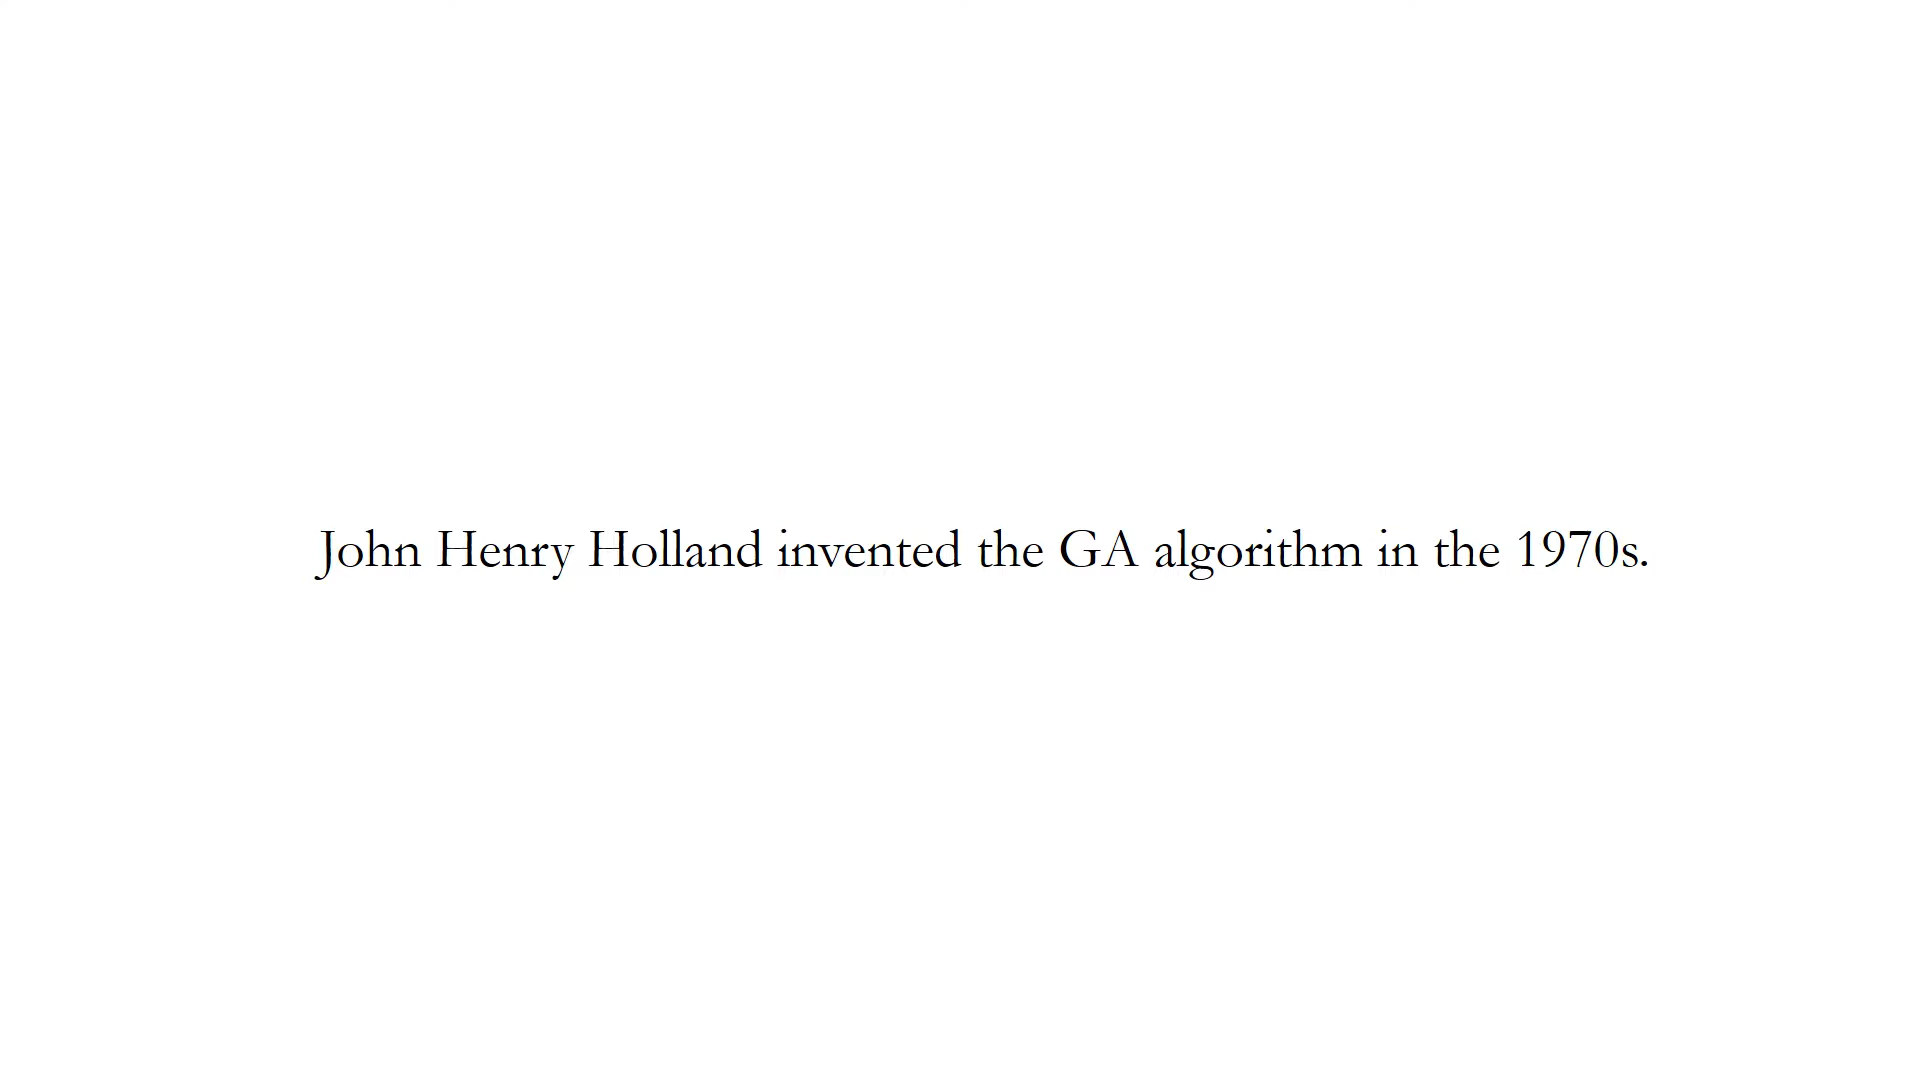 John Henry Holland invented the GA algorithm in the 1970s.